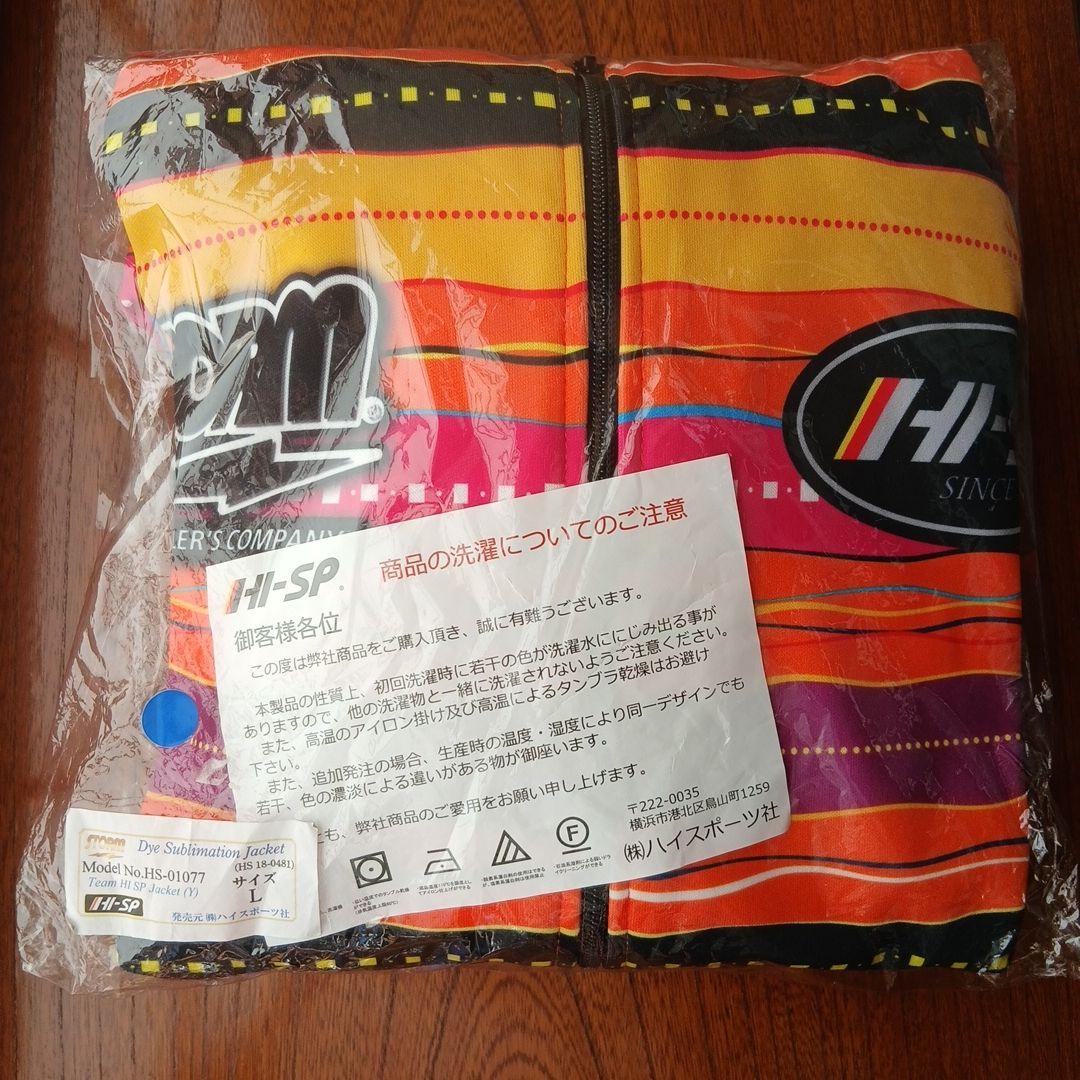 HI-SP
SINCE
LER'S COMPANY
HI-SP®
商品の洗濯についてのご注意
御客様各位
この度は弊社商品をご購入頂き、誠に有難うございます。
本製品の性質上、初回洗濯時に若干の色が洗濯水ににじみ出る事が
ありますので、他の洗濯物と一緒に洗濯されないようご注意ください。
また、高温のアイロン掛け及び高温によるタンブラ乾燥はお避け
下さい。
また、追加発注の場合、生産時の温度・湿度により同一デザインでも
若干、色の濃淡による違いがある物が御座います。
も、弊社商品のご愛用をお願い申し上げます。
〒222-0035
横浜市港北区鳥山町1259
㈱ハイスポーツ社
F
STORM
Dye Sublimation Jacket
(HS 18-0481)
Model No.HS-01077
サイズ
Team HI SP Jacket (Y)
L
HI-SP
発売元 ㈱ハイスポーツ社